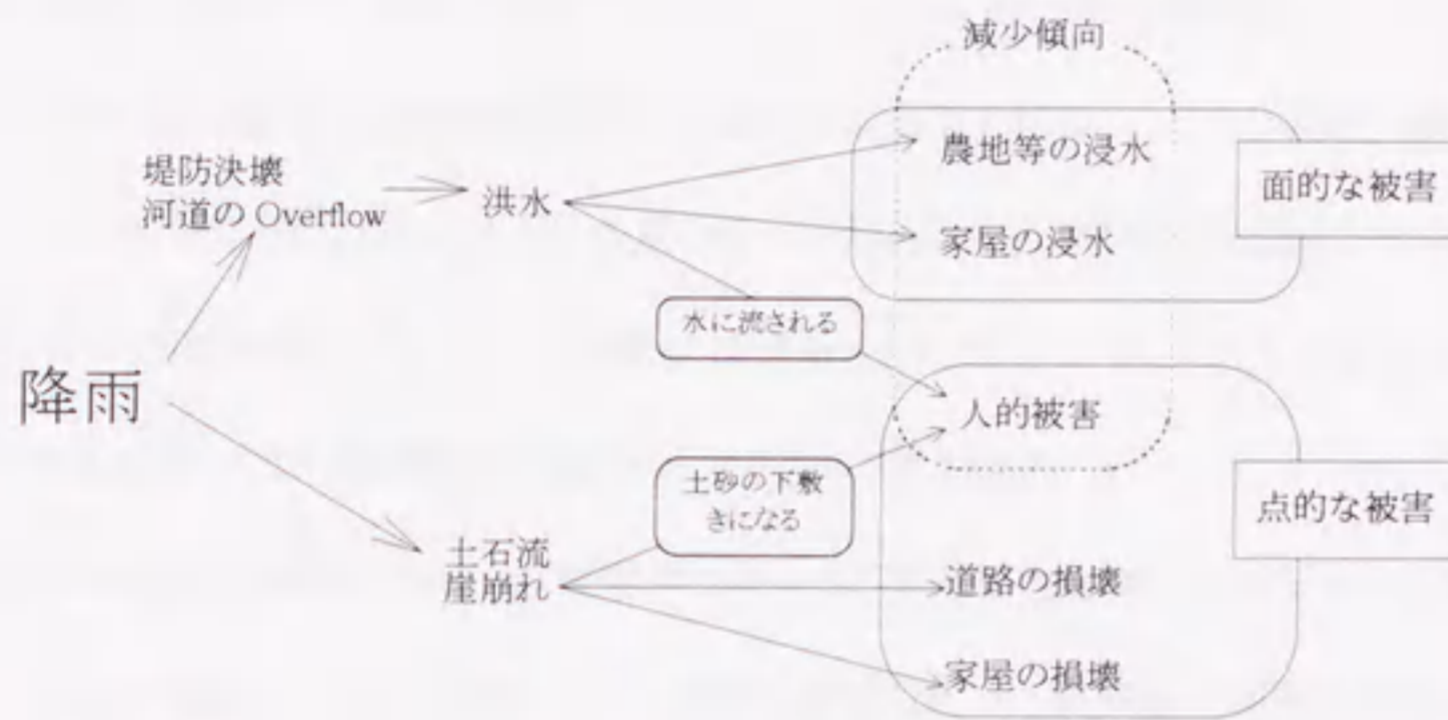 減少傾向
堤防決壊
河道の Overflow
洪水
農地等の浸水
面的な被害
家屋の浸水
水に流される
降雨
人的被害
土砂の下敷
きになる
点的な被害
土石流
崖崩れ
道路の損壊
家屋の損壊